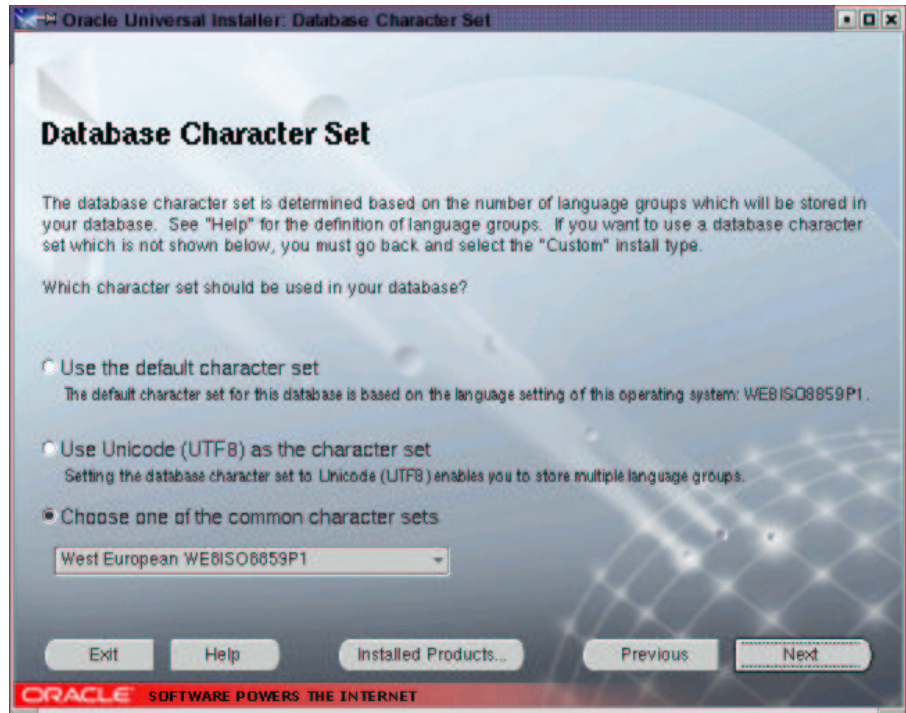 Oracle Universal Installer: Database Character Set
Database Character Set
The database character set is determined based on the number of language groups which will be stored in
your database. See "Help" for the definition of language groups. If you want to use a database character
set which is not shown below, you must go back and select the "Custom" install type.
Which character set should be used in your database?
Use the default character set
The default character set for this database is based on the language setting of this operating system: WE8ISO8859P1.
Use Unicode (UTF8) as the character set
Setting the database character set to Unicode (UTF8) enables you to store multiple language groups.
Choose one of the common character sets
West European WE8ISO8859P1
Exit Help Installed Products... Previous Next
ORACLE SOFTWARE POWERS THE INTERNET